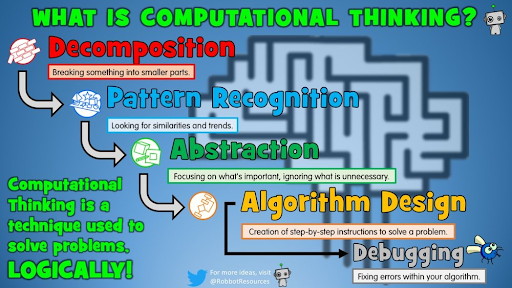 WHAT IS COMPUTATIONAL THINKING?
Decomposition
Breaking something into smaller parts.
Pattern Recognition
Looking for similarities and trends.
Abstraction
Focusing on what's important, ignoring what is unnecessary.
Algorithm Design
Creation of step-by-step instructions to solve a problem.
Debugging
Fixing errors within your algorithm.
Computational
Thinking is a
technique used to
solve problems,
LOGICALLY!
For more ideas, visit
@RobbotResources